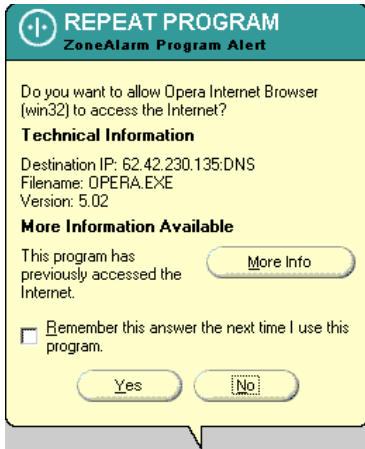 REPEAT PROGRAM
ZoneAlarm Program Alert
Do you want to allow Opera Internet Browser
(win32) to access the Internet?
Technical Information
Destination IP: 62.42.230.135:DNS
Filename: OPERA.EXE
Version: 5.02
More Information Available
This program has
previously accessed the
Internet.
More Info
Remember this answer the next time I use this
program.
Yes
No